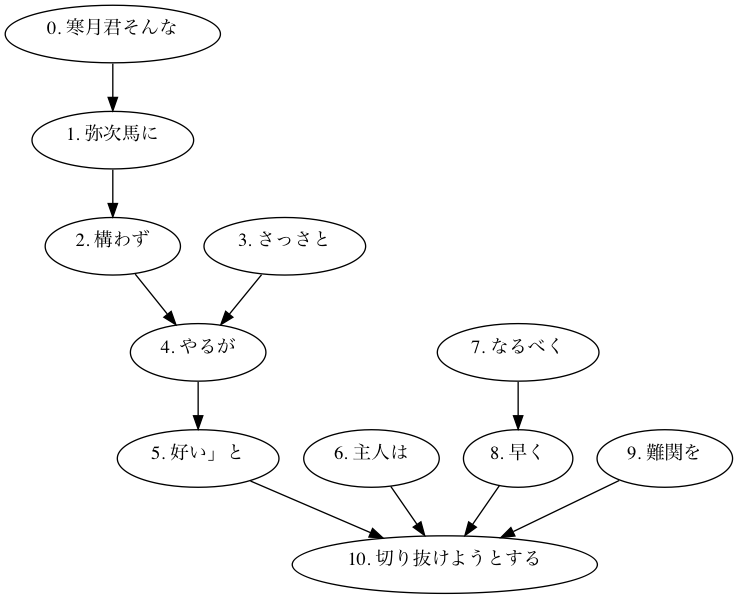 0. 寒月君そんな
1. 弥次馬に
2. 構わず
3. さっさと
4. やるが
7. なるべく
5. 好い」と
6. 主人は
8. 早く
9. 難関を
10. 切り抜けようとする